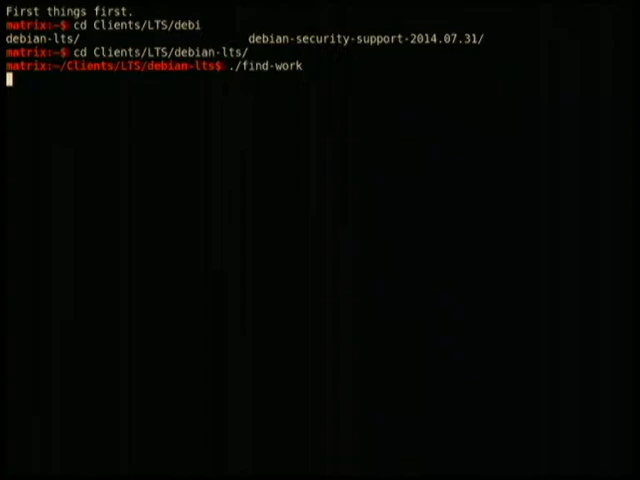 First things first.
matrix:~$ cd Clients/LTS/debi
debian-lts/ debian-security-support-2014.07.31/
matrix:~$ cd Clients/LTS/debian-lts/
matrix:~/Clients/LTS/debian-lts$ ./find-work